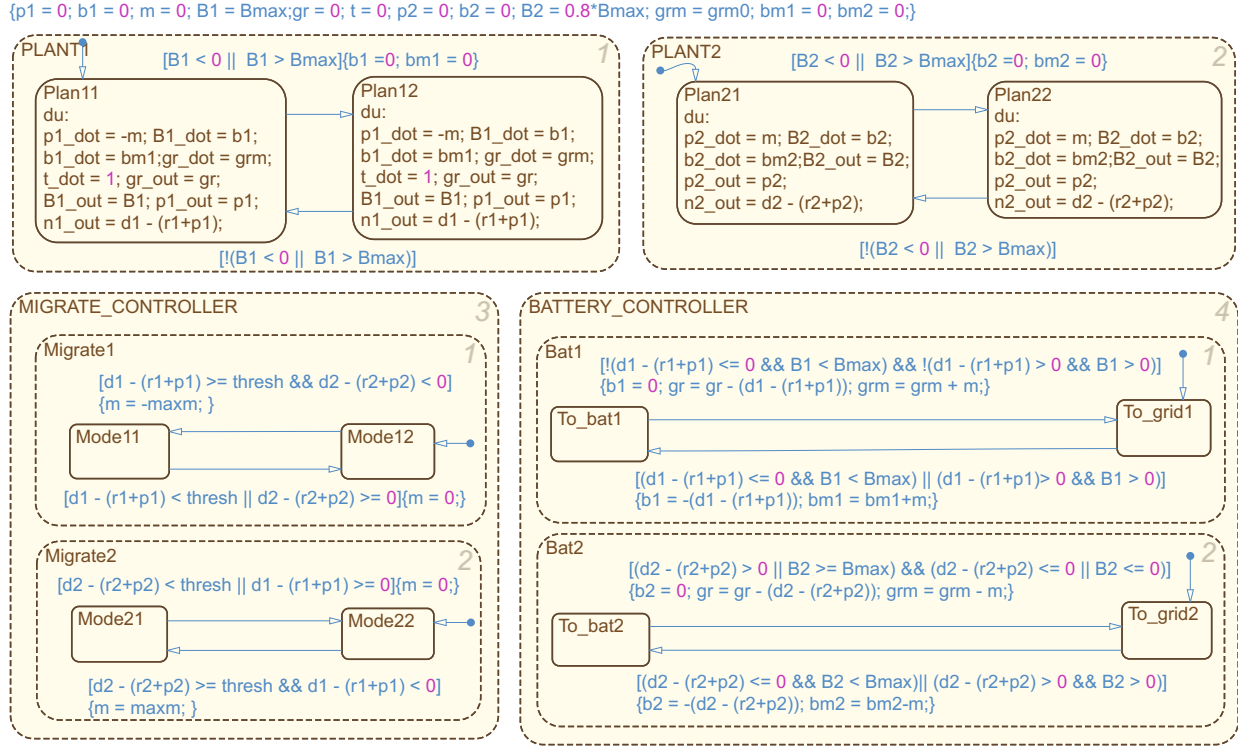 {p1 = 0; b1 = 0; m = 0; B1 = Bmax;gr = 0; t = 0; p2 = 0; b2 = 0; B2 = 0.8*Bmax; grm = grm0; bm1 = 0; bm2 = 0;}
PLANT1
1
[B1 < 0 || B1 > Bmax]{b1 =0; bm1 = 0}
Plan11
du:
p1_dot = -m; B1_dot = b1;
b1_dot = bm1;gr_dot = grm;
t_dot = 1; gr_out = gr;
B1_out = B1; p1_out = p1;
n1_out = d1 - (r1+p1);
Plan12
du:
p1_dot = -m; B1_dot = b1;
b1_dot = bm1; gr_dot = grm;
t_dot = 1; gr_out = gr;
B1_out = B1; p1_out = p1;
n1_out = d1 - (r1+p1);
[!(B1 < 0 || B1 > Bmax)]
PLANT2
2
[B2 < 0 || B2 > Bmax]{b2 =0; bm2 = 0}
Plan21
du:
p2_dot = m; B2_dot = b2;
b2_dot = bm2;B2_out = B2;
p2_out = p2;
n2_out = d2 - (r2+p2);
Plan22
du:
p2_dot = m; B2_dot = b2;
b2_dot = bm2;B2_out = B2;
p2_out = p2;
n2_out = d2 - (r2+p2);
[!(B2 < 0 || B2 > Bmax)]
MIGRATE_CONTROLLER
3
Migrate1
1
[d1 - (r1+p1) >= thresh && d2 - (r2+p2) < 0]
{m = -maxm; }
Mode11
Mode12
[d1 - (r1+p1) < thresh || d2 - (r2+p2) >= 0]{m = 0;}
Migrate2
2
[d2 - (r2+p2) < thresh || d1 - (r1+p1) >= 0]{m = 0;}
Mode21
Mode22
[d2 - (r2+p2) >= thresh && d1 - (r1+p1) < 0]
{m = maxm; }
BATTERY_CONTROLLER
4
Bat1
1
[!(d1 - (r1+p1) <= 0 && B1 < Bmax) && !(d1 - (r1+p1) > 0 && B1 > 0)]
{b1 = 0; gr = gr - (d1 - (r1+p1)); grm = grm + m;}
To_bat1
To_grid1
[(d1 - (r1+p1) <= 0 && B1 < Bmax) || (d1 - (r1+p1)> 0 && B1 > 0)]
{b1 = -(d1 - (r1+p1)); bm1 = bm1+m;}
Bat2
2
[(d2 - (r2+p2) > 0 || B2 >= Bmax) && (d2 - (r2+p2) <= 0 || B2 <= 0)]
{b2 = 0; gr = gr - (d2 - (r2+p2)); grm = grm - m;}
To_bat2
To_grid2
[(d2 - (r2+p2) <= 0 && B2 < Bmax)|| (d2 - (r2+p2) > 0 && B2 > 0)]
{b2 = -(d2 - (r2+p2)); bm2 = bm2-m;}